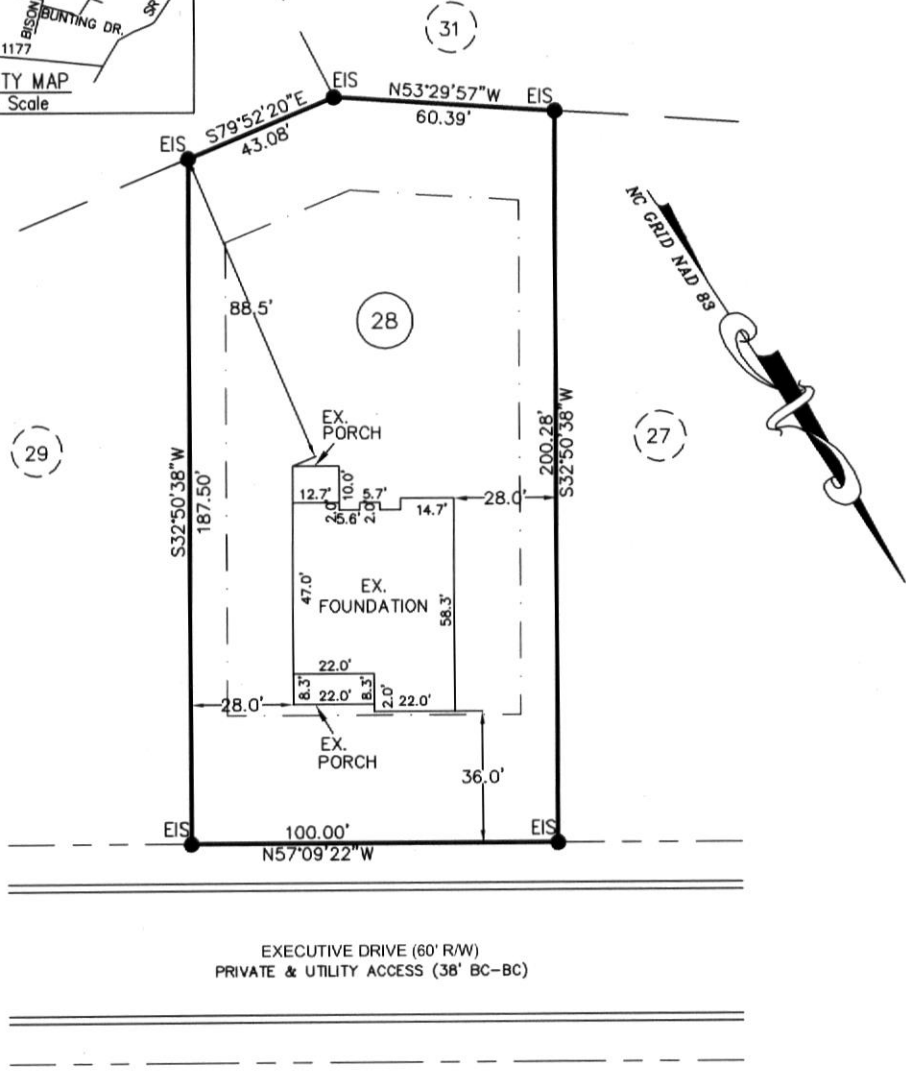 BISON
BUNTING DR.
SR
1177
TY MAP
Scale
31
EIS
N53°29'57"W
60.39'
EIS
S79°52'20"E
43.08'
EIS
NC GRID NAD 83
88.5'
28
EX.
PORCH
29
27
S32°50'38"W
187.50'
200.28'
S32°50'38"W
10.0'
12.7'
5.7'
28.0'
2.0'
5.6'
2.0'
14.7'
47.0'
EX.
FOUNDATION
58.3'
22.0'
8.3'
22.0'
8.3'
2.0'
22.0'
28.0'
EX.
PORCH
36.0'
EIS
100.00'
EIS
N57°09'22"W
EXECUTIVE DRIVE (60' R/W)
PRIVATE & UTILITY ACCESS (38' BC-BC)